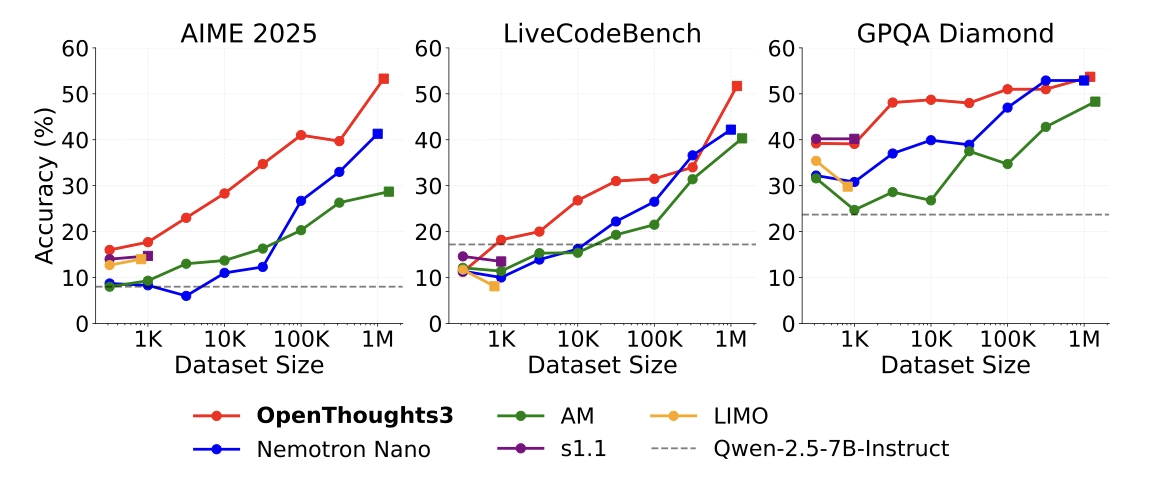 AIME 2025
LiveCodeBench
GPQA Diamond
Accuracy (%)
60
50
40
30
20
10
0
1K
10K
100K
1M
Dataset Size
60
50
40
30
20
10
0
1K
10K
100K
1M
Dataset Size
60
50
40
30
20
10
0
1K
10K
100K
1M
Dataset Size
OpenThoughts3
AM
LIMO
Nemotron Nano
s1.1
Qwen-2.5-7B-Instruct